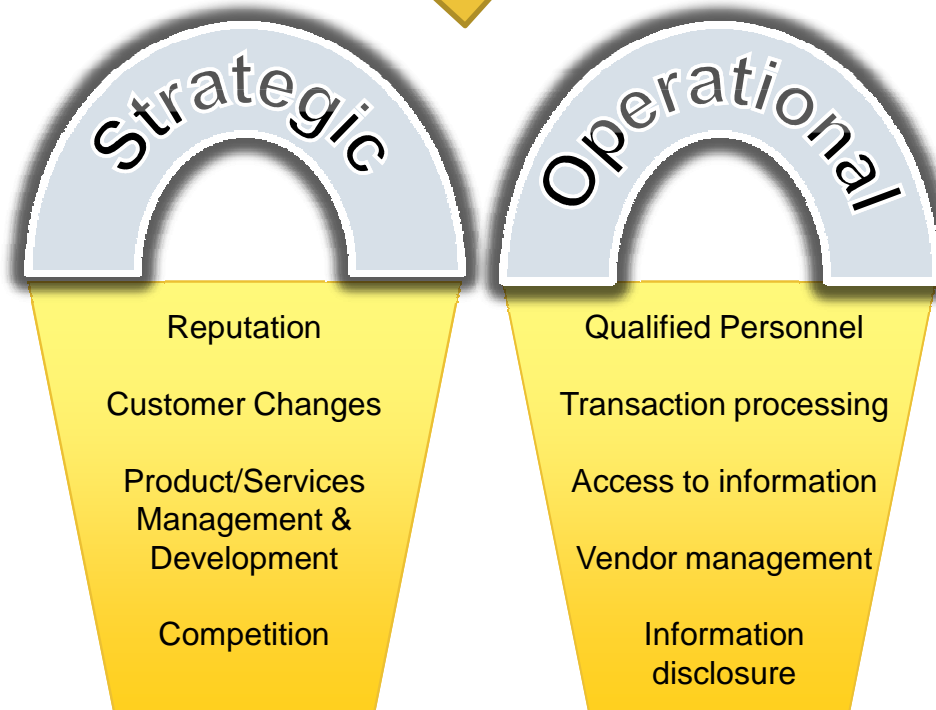 Strategic
Reputation
Customer Changes
Product/Services
Management &
Development
Competition
Operational
Qualified Personnel
Transaction processing
Access to information
Vendor management
Information
disclosure